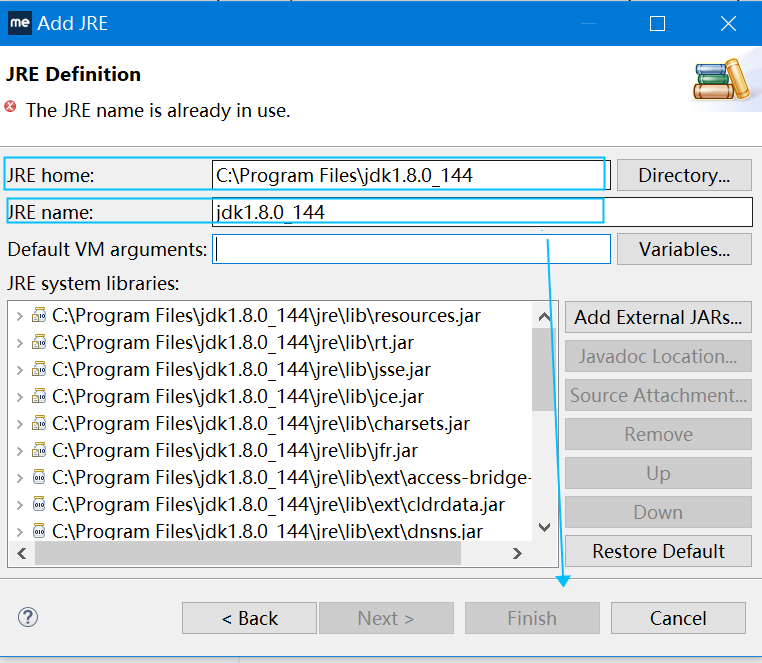 me Add JRE
JRE Definition
The JRE name is already in use.
JRE home: C:\Program Files\jdk1.8.0_144 Directory...
JRE name: jdk1.8.0_144
Default VM arguments: Variables...
JRE system libraries:
C:\Program Files\jdk1.8.0_144\jre\lib\resources.jar Add External JARs...
C:\Program Files\jdk1.8.0_144\jre\lib\rt.jar Javadoc Location...
C:\Program Files\jdk1.8.0_144\jre\lib\jsse.jar Source Attachment...
C:\Program Files\jdk1.8.0_144\jre\lib\jce.jar Remove
C:\Program Files\jdk1.8.0_144\jre\lib\charsets.jar Up
C:\Program Files\jdk1.8.0_144\jre\lib\jfr.jar Down
C:\Program Files\jdk1.8.0_144\jre\lib\ext\access-bridge-
C:\Program Files\jdk1.8.0_144\jre\lib\ext\cldrdata.jar
C:\Program Files\jdk1.8.0_144\jre\lib\ext\dnsns.jar Restore Default
? < Back Next > Finish Cancel